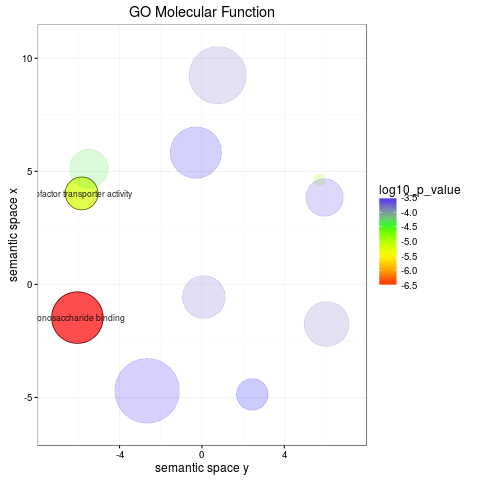 GO Molecular Function
10
5
0
-5
-4
0
4
semantic space x
semantic space y
ofactor transporter activity
onosaccharide binding
log10_p_value
-3.5
-4.0
-4.5
-5.0
-5.5
-6.0
-6.5